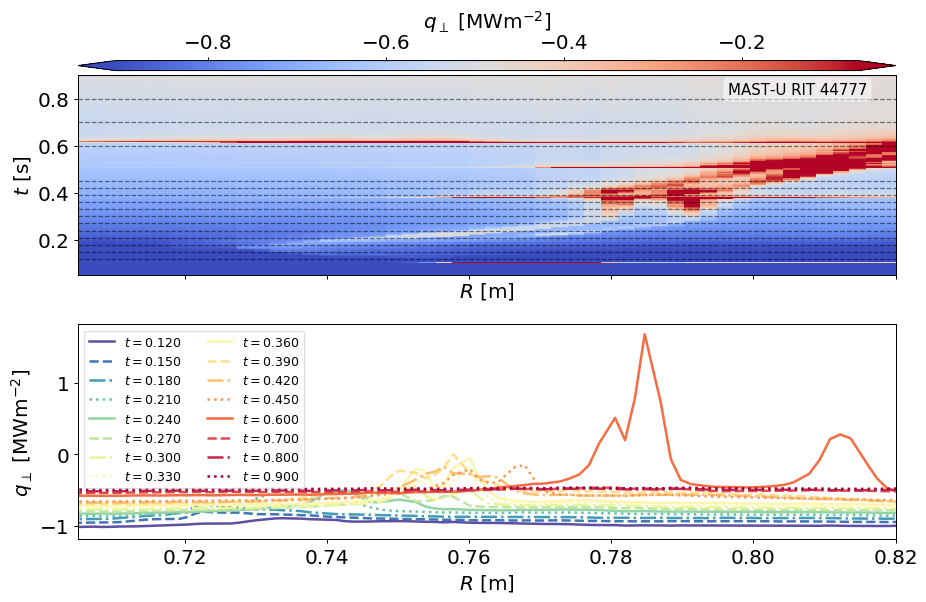 q⊥ [MWm−2]
−0.8 −0.6 −0.4 −0.2
MAST-U RIT 44777
0.8
0.6
0.4
0.2
t [s]
R [m]
q⊥ [MWm−2]
1
0
−1
t = 0.120
t = 0.150
t = 0.180
t = 0.210
t = 0.240
t = 0.270
t = 0.300
t = 0.330
t = 0.360
t = 0.390
t = 0.420
t = 0.450
t = 0.600
t = 0.700
t = 0.800
t = 0.900
0.72 0.74 0.76 0.78 0.80 0.82
R [m]